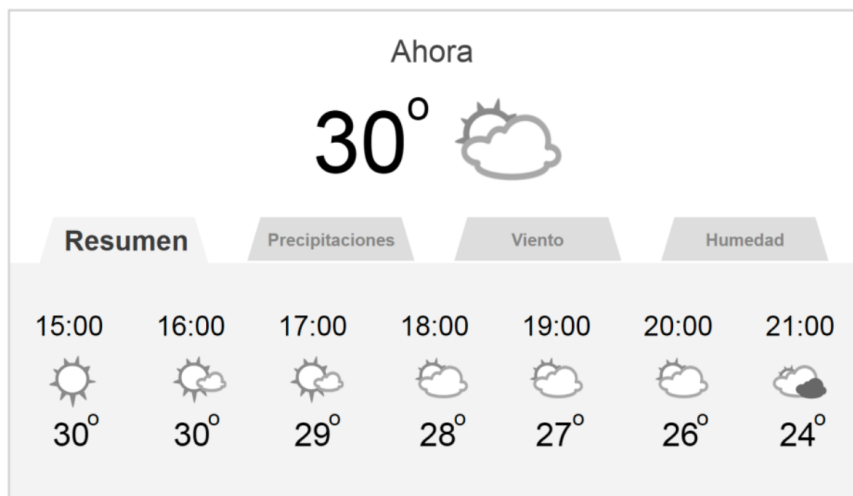 Ahora
30°
Resumen Precipitaciones Viento Humedad
15:00 16:00 17:00 18:00 19:00 20:00 21:00
30° 30° 29° 28° 27° 26° 24°